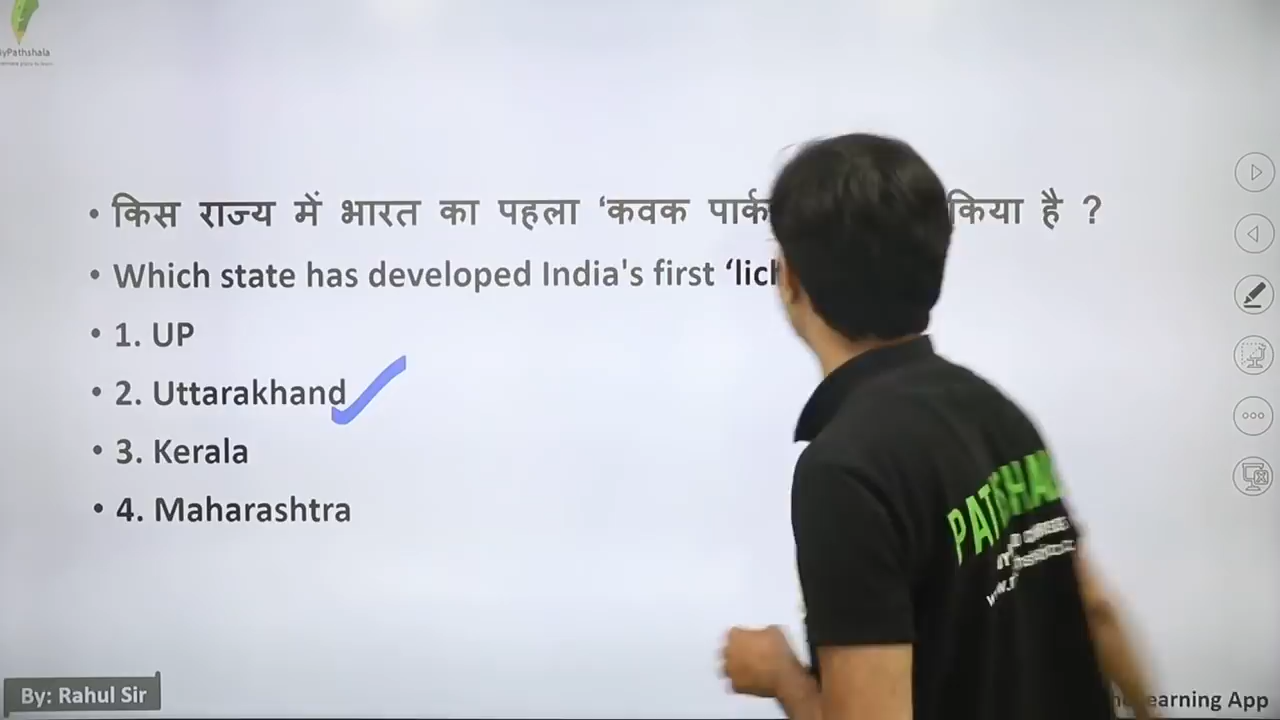 • किस राज्य में भारत का पहला ‘कवक पार्क किया है ?
• Which state has developed India's first ‘lich
• 1. UP
• 2. Uttarakhand
• 3. Kerala
• 4. Maharashtra
By: Rahul Sir
earning App